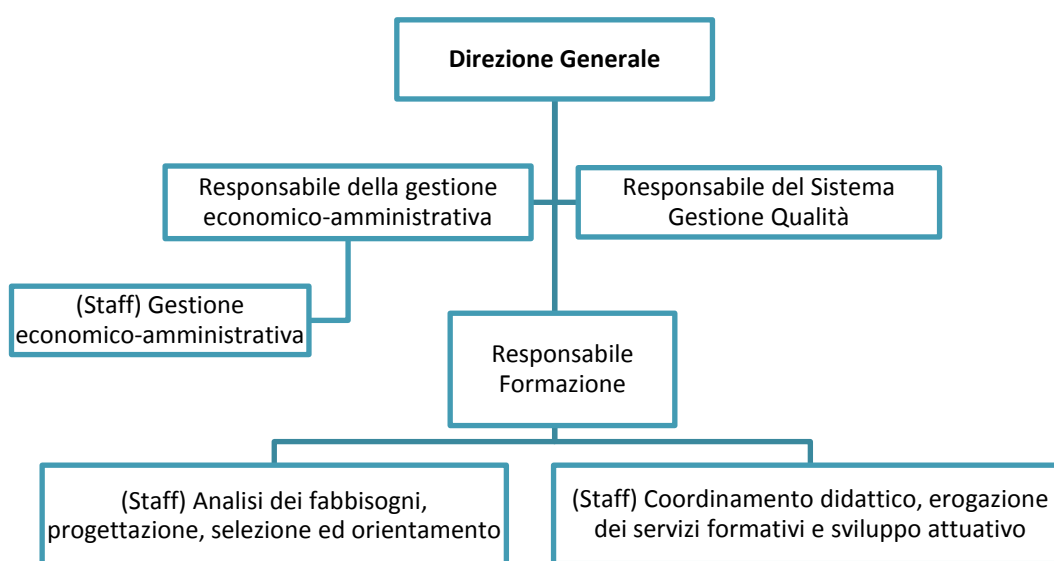 Direzione Generale
Responsabile della gestione
economico-amministrativa
Responsabile del Sistema
Gestione Qualità
(Staff) Gestione
economico-amministrativa
Responsabile
Formazione
(Staff) Analisi dei fabbisogni,
progettazione, selezione ed orientamento
(Staff) Coordinamento didattico, erogazione
dei servizi formativi e sviluppo attuativo